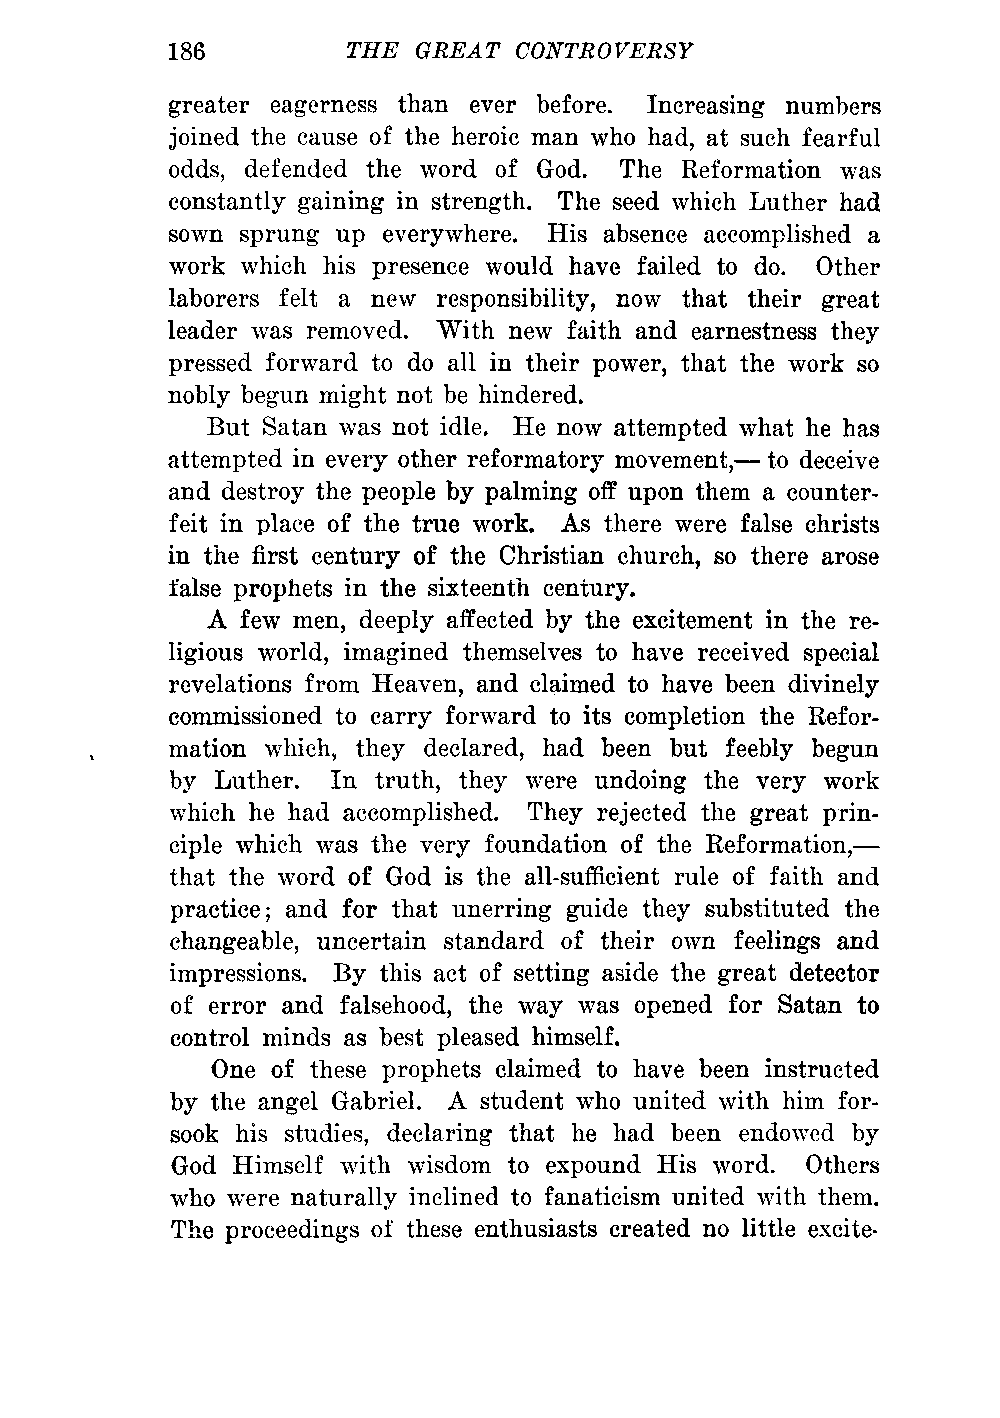 186 THE GREAT CONTROVERSY
greater eagerness than ever before. Increasing numbers
joined the cause of the heroic man who had, at such fearful
odds, defended the word of God. The Reformation was
constantly gaining in strength. The seed which Luther had
sown sprung up everywhere. His absence accomplished a
work which his presence would have failed to do. Other
laborers felt a new responsibility, now that their great
leader was removed. With new faith and earnestness they
pressed forward to do all in their power, that the work so
nobly begun might not be hindered.
But Satan was not idle. He now attempted what he has
attempted in every other reformatory movement,— to deceive
and destroy the people by palming off upon them a counter-
feit in place of the true work. As there were false christs
in the first century of the Christian church, so there arose
false prophets in the sixteenth century.
A few men, deeply affected by the excitement in the re-
ligious world, imagined themselves to have received special
revelations from Heaven, and claimed to have been divinely
commissioned to carry forward to its completion the Refor-
mation which, they declared, had been but feebly begun
by Luther. In truth, they were undoing the very work
which he had accomplished. They rejected the great prin-
ciple which was the very foundation of the Reformation,—
that the word of God is the all-sufficient rule of faith and
practice; and for that unerring guide they substituted the
changeable, uncertain standard of their own feelings and
impressions. By this act of setting aside the great detector
of error and falsehood, the way was opened for Satan to
control minds as best pleased himself.
One of these prophets claimed to have been instructed
by the angel Gabriel. A student who united with him for-
sook his studies, declaring that he had been endowed by
God Himself with wisdom to expound His word. Others
who were naturally inclined to fanaticism united with them.
The proceedings of these enthusiasts created no little excite-